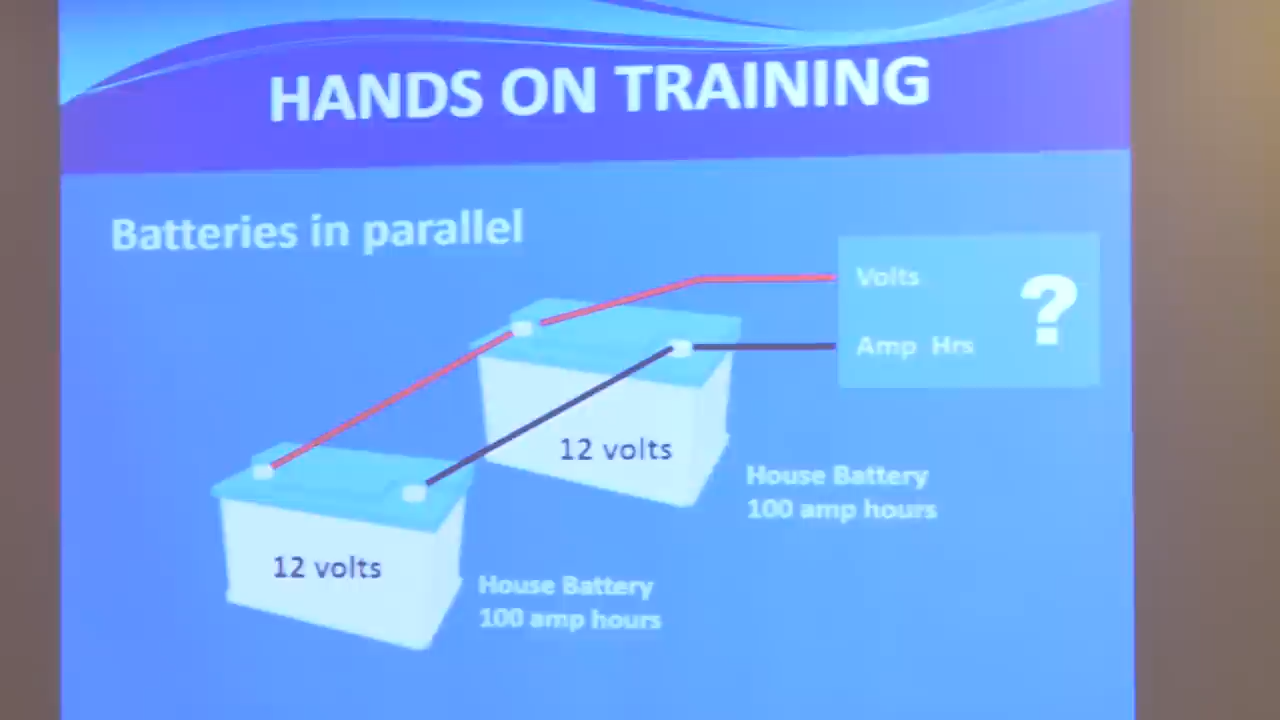 HANDS ON TRAINING
Batteries in parallel
Volts
?
Amp Hrs
12 volts
House Battery
100 amp hours
12 volts
House Battery
100 amp hours